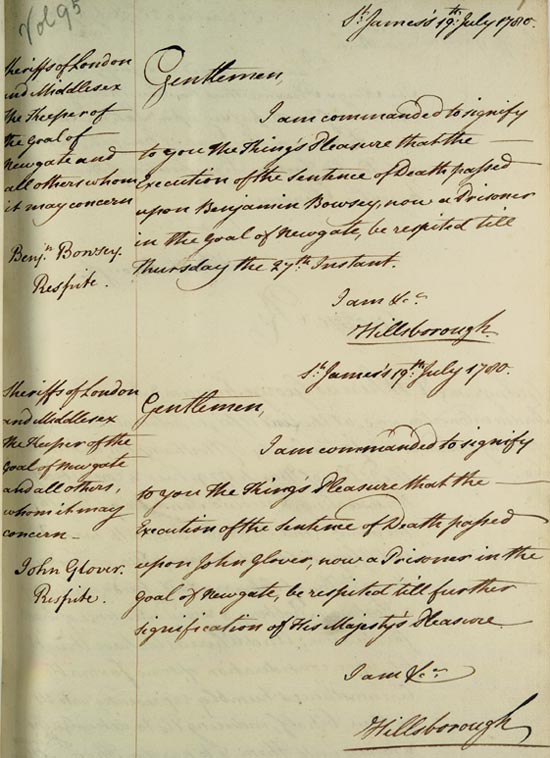 Vol 95
St. James's 19th: July 1780.
Sheriffs of London
and Middlesex
the Keeper of
the Goal of
Newgate and
all others whom
it may concern
Benjn. Bowsey.
Respite.
Gentlemen,
I am commanded to signify
to you the King's Pleasure that the
Execution of the Sentence of Death passed
upon Benjamin Bowsey, now a Prisoner
in the Goal of Newgate, be respited till
Thursday the 27th Instant.
I am &c.
Hillsborough.
St. James's 19th: July 1780.
Sheriffs of London
and Middlesex
the Keeper of the
Goal of Newgate
and all others,
whom it may
concern
John Glover.
Respite.
Gentlemen,
I am commanded to signify
to you the King's Pleasure that the
Execution of the Sentence of Death passed
upon John Glover, now a Prisoner in the
Goal of Newgate, be respited till further
signification of His Majesty's Pleasure
I am &c.
Hillsborough